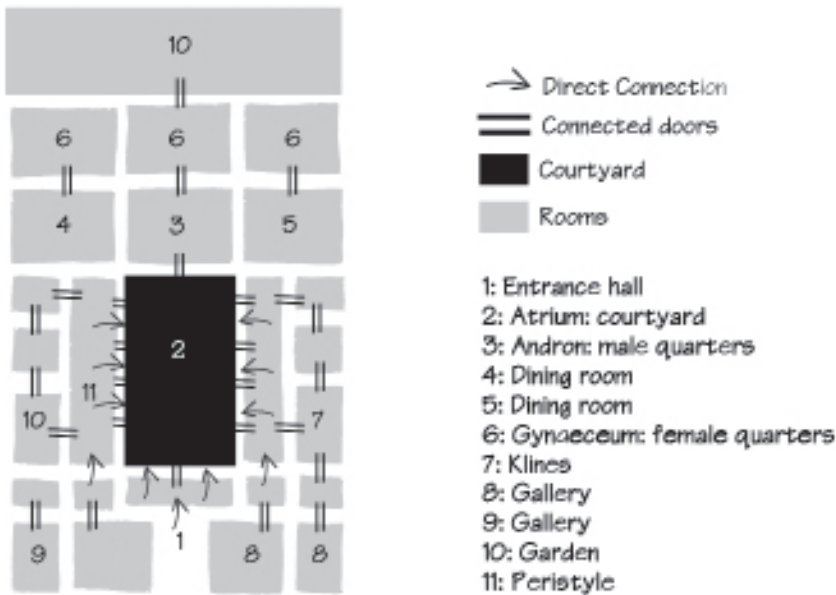 10
6 6 6
4 3 5
2
11
10 7
1
9 8 8
Direct Connection
Connected doors
Courtyard
Rooms
1: Entrance hall
2: Atrium: courtyard
3: Andron: male quarters
4: Dining room
5: Dining room
6: Gynaeceum: female quarters
7: Klines
8: Gallery
9: Gallery
10: Garden
11: Peristyle